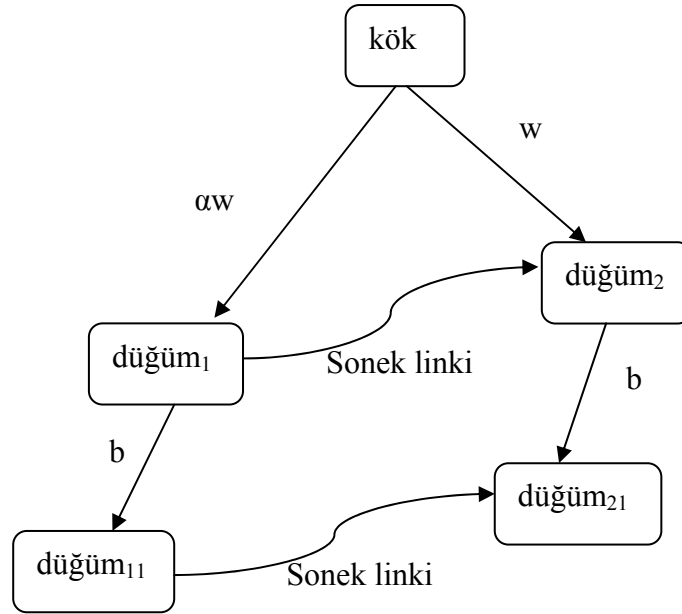 kök
w
αw
düğüm₂
düğüm₁
Sonek linki
b
b
düğüm₂₁
düğüm₁₁
Sonek linki